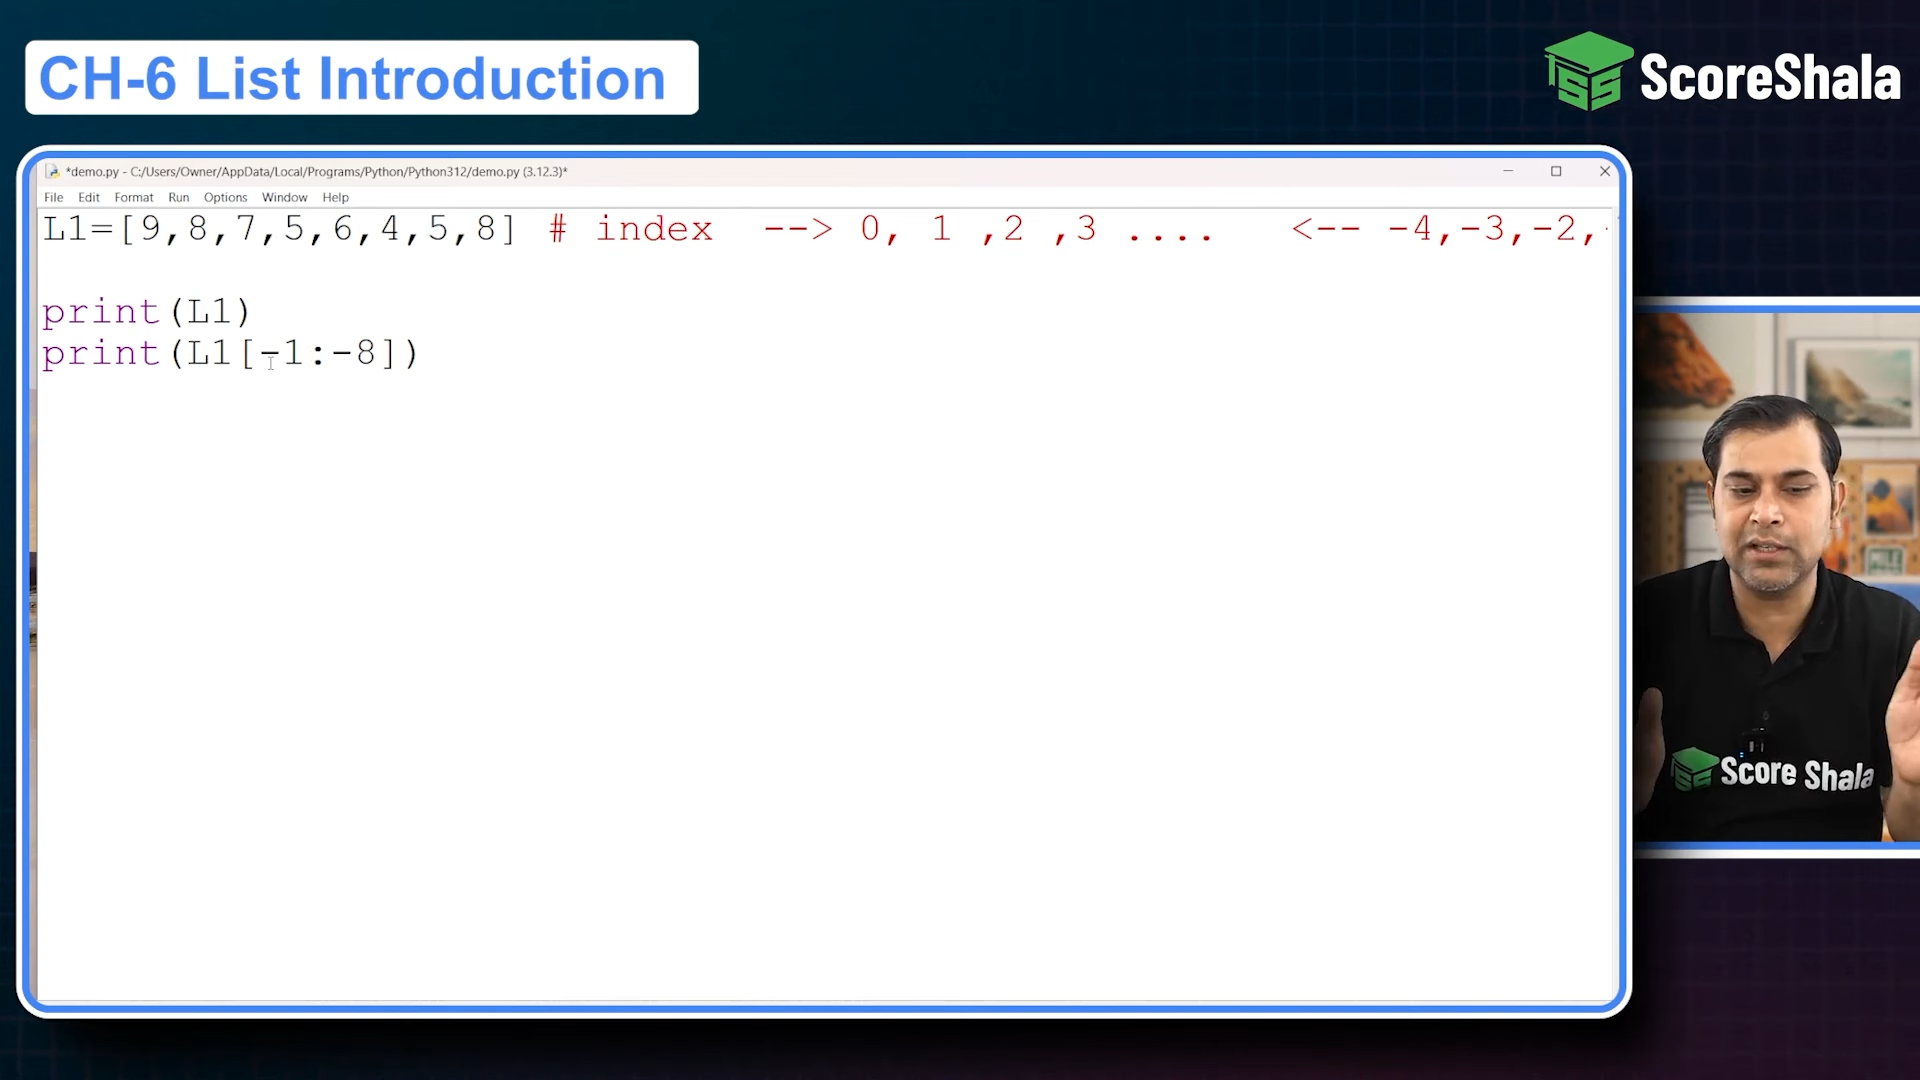 CH-6 List Introduction
ScoreShala
*demo.py - C:/Users/Owner/AppData/Local/Programs/Python/Python312/demo.py (3.12.3)*
File Edit Format Run Options Window Help
L1=[9,8,7,5,6,4,5,8] # index --> 0, 1 ,2 ,3 .... <-- -4,-3,-2,
print(L1)
print(L1[-1:-8])
Score Shala